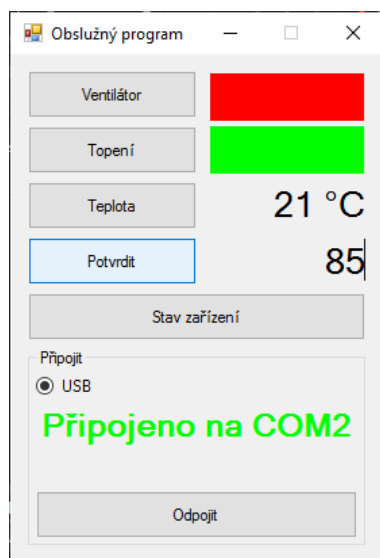 Obslužný program
Ventilátor
Topení
Teplota 21 °C
Potvrdit 85
Stav zařízení
Připojit
USB
Připojeno na COM2
Odpojit